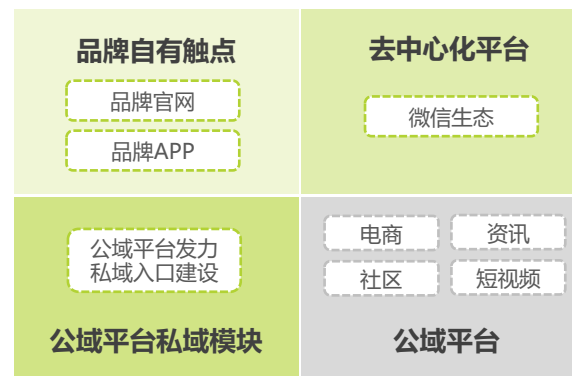 品牌自有触点
品牌官网
品牌APP
去中心化平台
微信生态
公域平台发力
私域入口建设
公域平台私域模块
电商
资讯
社区
短视频
公域平台